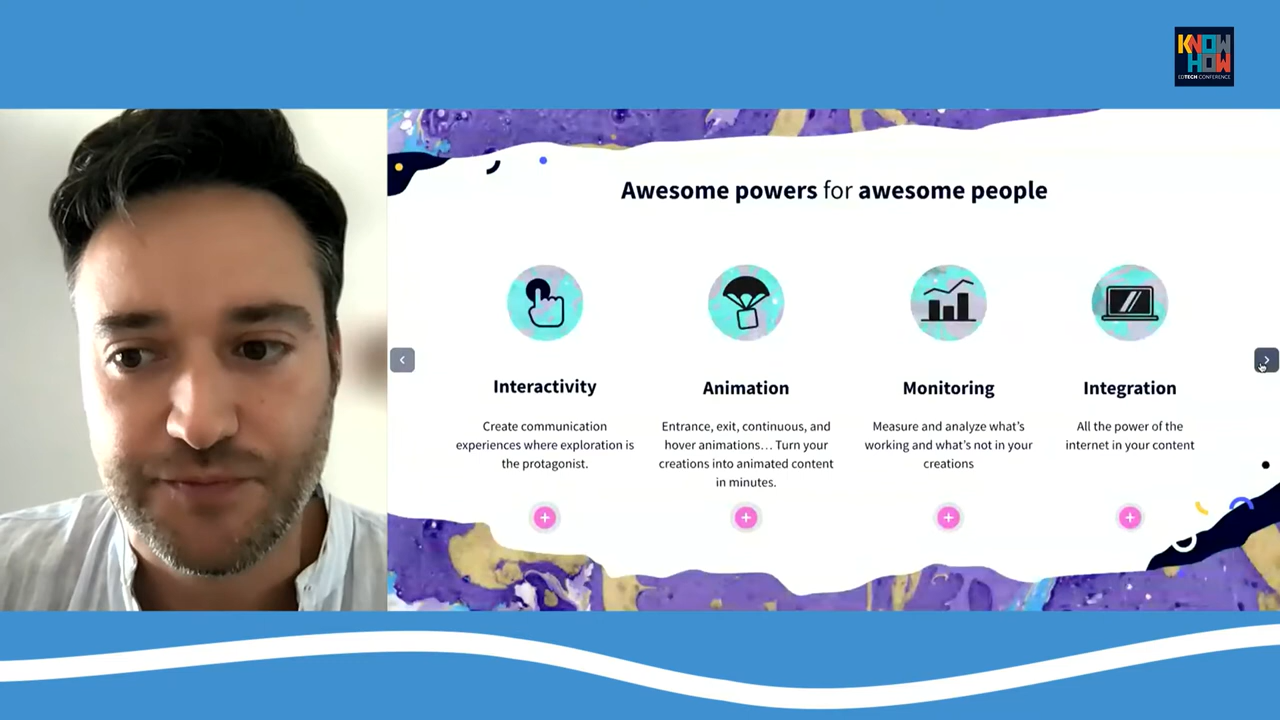 KNOW
HOW
EDTECH CONFERENCE
Awesome powers for awesome people
Interactivity
Create communication
experiences where exploration is
the protagonist.
Animation
Entrance, exit, continuous, and
hover animations… Turn your
creations into animated content
in minutes.
Monitoring
Measure and analyze what's
working and what's not in your
creations
Integration
All the power of the
internet in your content